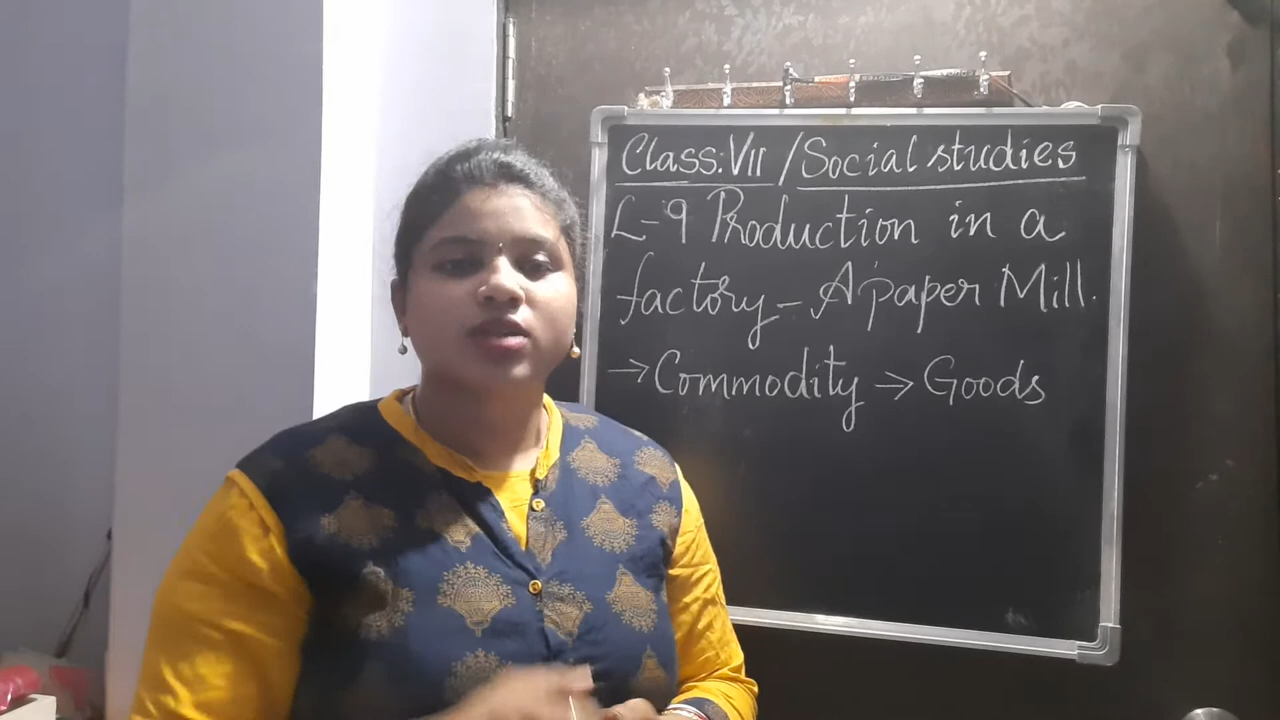 Class:VII / Social studies
L-9 Production in a
factory - A paper Mill.
→ Commodity → Goods